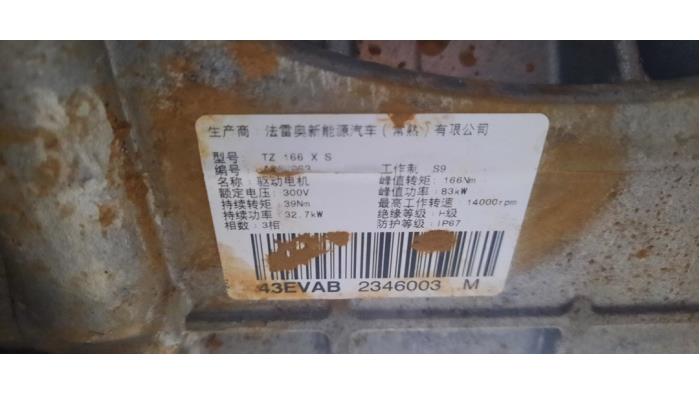 生产商：法雷奥新能源汽车（常熟）有限公司
型号 TZ 166 X S
编号 工作制 S9
名称：驱动电机 峰值转矩：166Nm
额定电压：300V 峰值功率：83kW
持续转矩：39Nm 最高工作转速 14000rpm
持续功率：32.7kW 绝缘等级：H级
相数：3相 防护等级：IP67
43EVAB 2346003 M